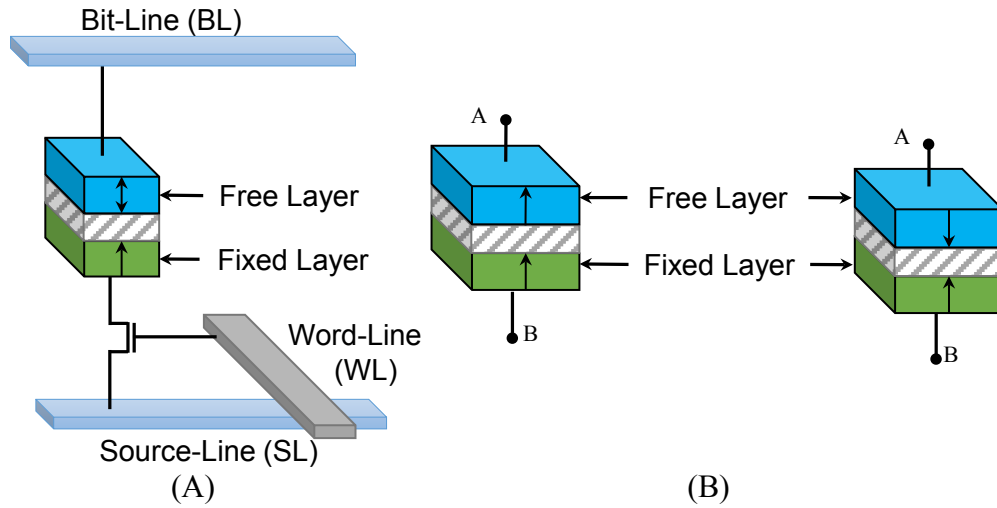 Bit-Line (BL)
Free Layer
Fixed Layer
Word-Line
(WL)
Source-Line (SL)
(A)
A
B
Free Layer
Fixed Layer
A
B
(B)